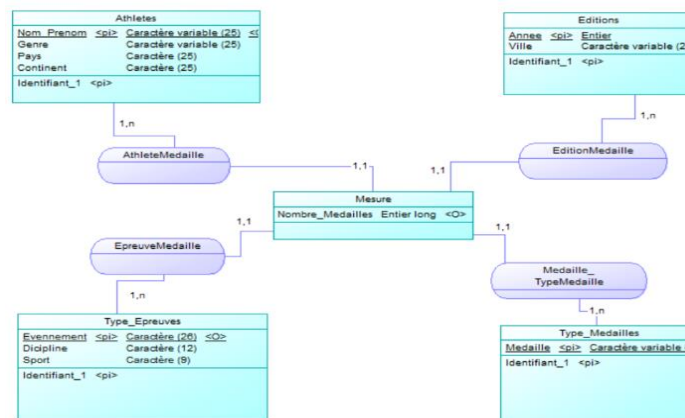 Athletes
Nom_Prenom <pi> Caractère variable (25)
Genre Caractère variable (25)
Pays Caractère (25)
Continent Caractère (25)
Identifiant_1 <pi>
Editions
Annee <pi> Entier
Ville Caractère variable
Identifiant_1 <pi>
1,n
1,n
AthleteMedaille
EditionMedaille
1,1
1,1
Mesure
Nombre_Medailles Entier long <O>
1,1
1,1
EpreuveMedaille
Medaille_
TypeMedaille
1,n
1,n
Type_Epreuves
Evennement <pi> Caractère (26) <O>
Dicipline Caractère (12)
Sport Caractère (9)
Identifiant_1 <pi>
Type_Medailles
Medaille <pi> Caractère variable
Identifiant_1 <pi>